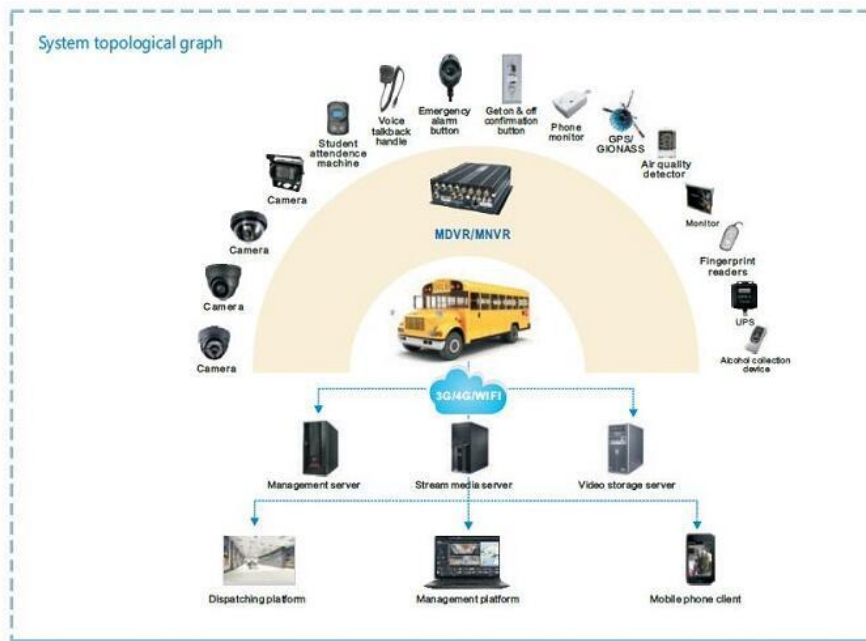 System topological graph
Emergency
alarm
button
Get on & off
confirmation
button
Voice
talkback
handle
Phone
monitor
Student
attendence
machine
GPS/
GIONASS
Air quality
detector
Camera
Monitor
MDVR/MNVR
Camera
Fingerprint
readers
Camera
UPS
Camera
Alcohol collection
device
3G/4G/WIFI
Management server
Stream media server
Video storage server
Dispatching platform
Management platform
Mobile phone client